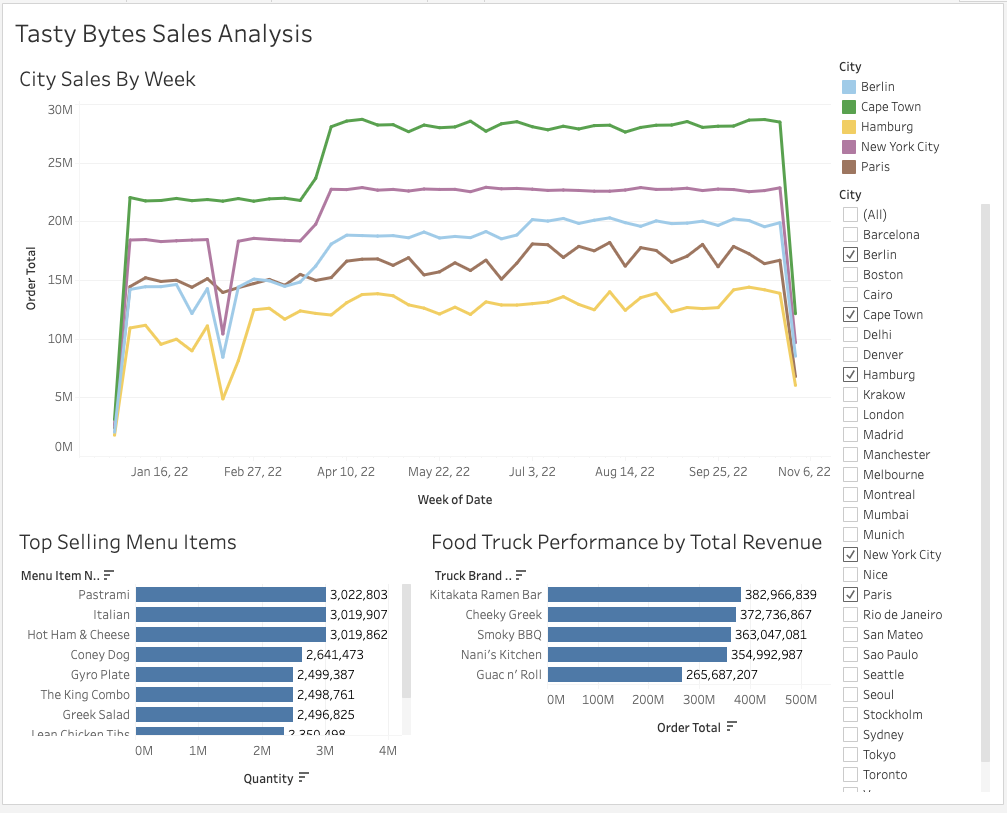 Tasty Bytes Sales Analysis
City Sales By Week
30M
25M
20M
15M
10M
5M
0M
Order Total
Jan 16, 22 Feb 27, 22 Apr 10, 22 May 22, 22 Jul 3, 22 Aug 14, 22 Sep 25, 22 Nov 6, 22
Week of Date
City
Berlin
Cape Town
Hamburg
New York City
Paris
City
(All)
Barcelona
Berlin
Boston
Cairo
Cape Town
Delhi
Denver
Hamburg
Krakow
London
Madrid
Manchester
Melbourne
Montreal
Mumbai
Munich
New York City
Nice
Paris
Rio de Janeiro
San Mateo
Sao Paulo
Seattle
Seoul
Stockholm
Sydney
Tokyo
Toronto
Top Selling Menu Items
Menu Item N..
Pastrami 3,022,803
Italian 3,019,907
Hot Ham & Cheese 3,019,862
Coney Dog 2,641,473
Gyro Plate 2,499,387
The King Combo 2,498,761
Greek Salad 2,496,825
Lean Chicken Tibs 2,350,498
0M 1M 2M 3M 4M
Quantity
Food Truck Performance by Total Revenue
Truck Brand ..
Kitakata Ramen Bar 382,966,839
Cheeky Greek 372,736,867
Smoky BBQ 363,047,081
Nani's Kitchen 354,992,987
Guac n' Roll 265,687,207
0M 100M 200M 300M 400M 500M
Order Total